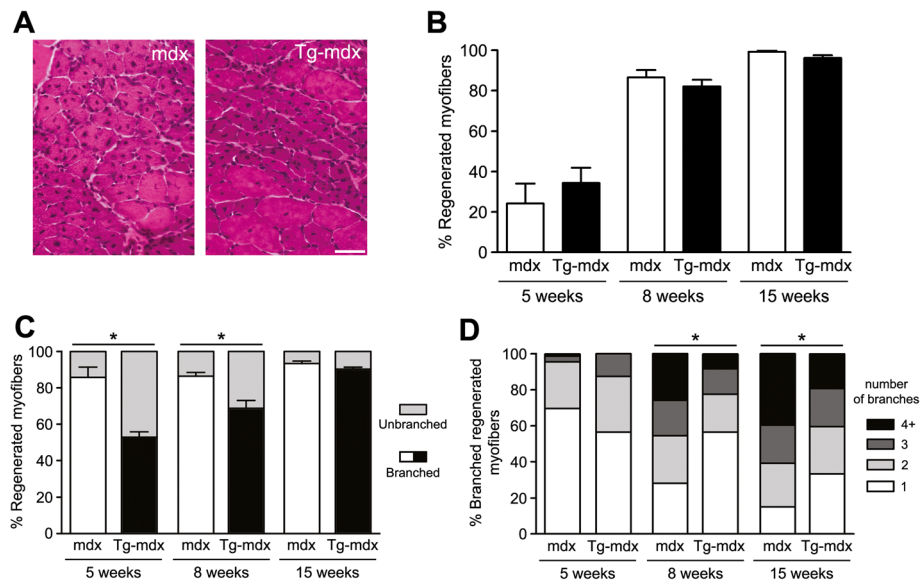 A
mdx
Tg-mdx
B
% Regenerated myofibers
100
80
60
40
20
0
mdx Tg-mdx mdx Tg-mdx mdx Tg-mdx
5 weeks 8 weeks 15 weeks
C
% Regenerated myofibers
100
80
60
40
20
0
* *
mdx Tg-mdx mdx Tg-mdx mdx Tg-mdx
5 weeks 8 weeks 15 weeks
Unbranched
Branched
D
% Branched regenerated
myofibers
100
80
60
40
20
0
* *
mdx Tg-mdx mdx Tg-mdx mdx Tg-mdx
5 weeks 8 weeks 15 weeks
number
of branches
4+
3
2
1